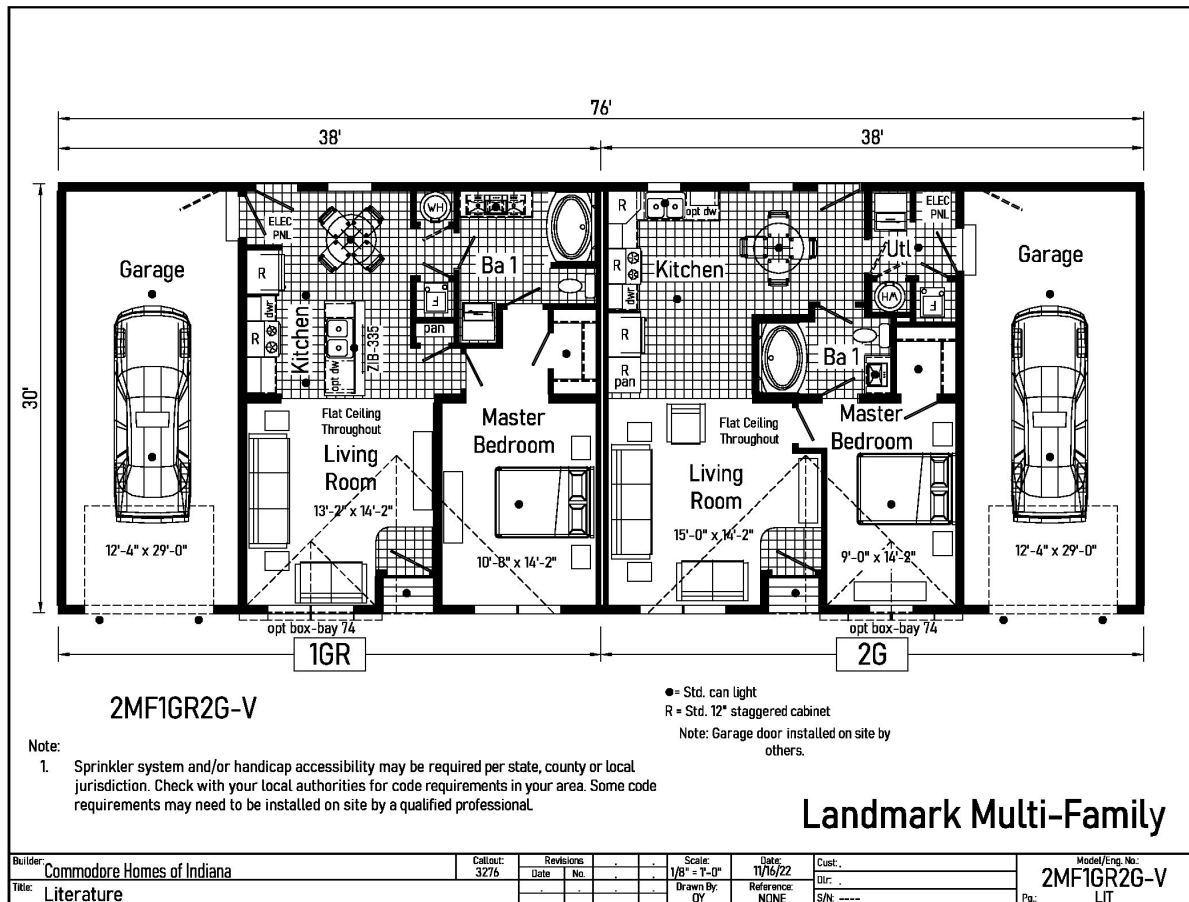 76'
38'
38'
30'
Garage
ELEC
PNL
WH
R
dwr
R
Kitchen
opt dw
ZIB-335
F
pan
Ba 1
Flat Ceiling
Throughout
Living
Room
13'-2" x 14'-2"
Master
Bedroom
10'-8" x 14'-2"
12'-4" x 29'-0"
opt box-bay 74
1GR
R
opt dw
R
dwr
Kitchen
R
R
pan
Utl
ELEC
PNL
WH
F
Ba 1
Garage
Flat Ceiling
Throughout
Living
Room
15'-0" x 14'-2"
Master
Bedroom
9'-0" x 14'-2"
12'-4" x 29'-0"
opt box-bay 74
2G
2MF1GR2G-V
●= Std. can light
R = Std. 12" staggered cabinet
Note: Garage door installed on site by
others.
Note:
1. Sprinkler system and/or handicap accessibility may be required per state, county or local
jurisdiction. Check with your local authorities for code requirements in your area. Some code
requirements may need to be installed on site by a qualified professional.
Landmark Multi-Family
Builder: Commodore Homes of Indiana
Title: Literature
Callout:
3276
Revisions
Date No.
Scale:
1/8" = 1'-0"
Drawn By:
OY
Date:
11/16/22
Reference:
NONE
Cust: .
Dlr: .
S/N: ----
Model/Eng. No.:
2MF1GR2G-V
Pg.: LIT